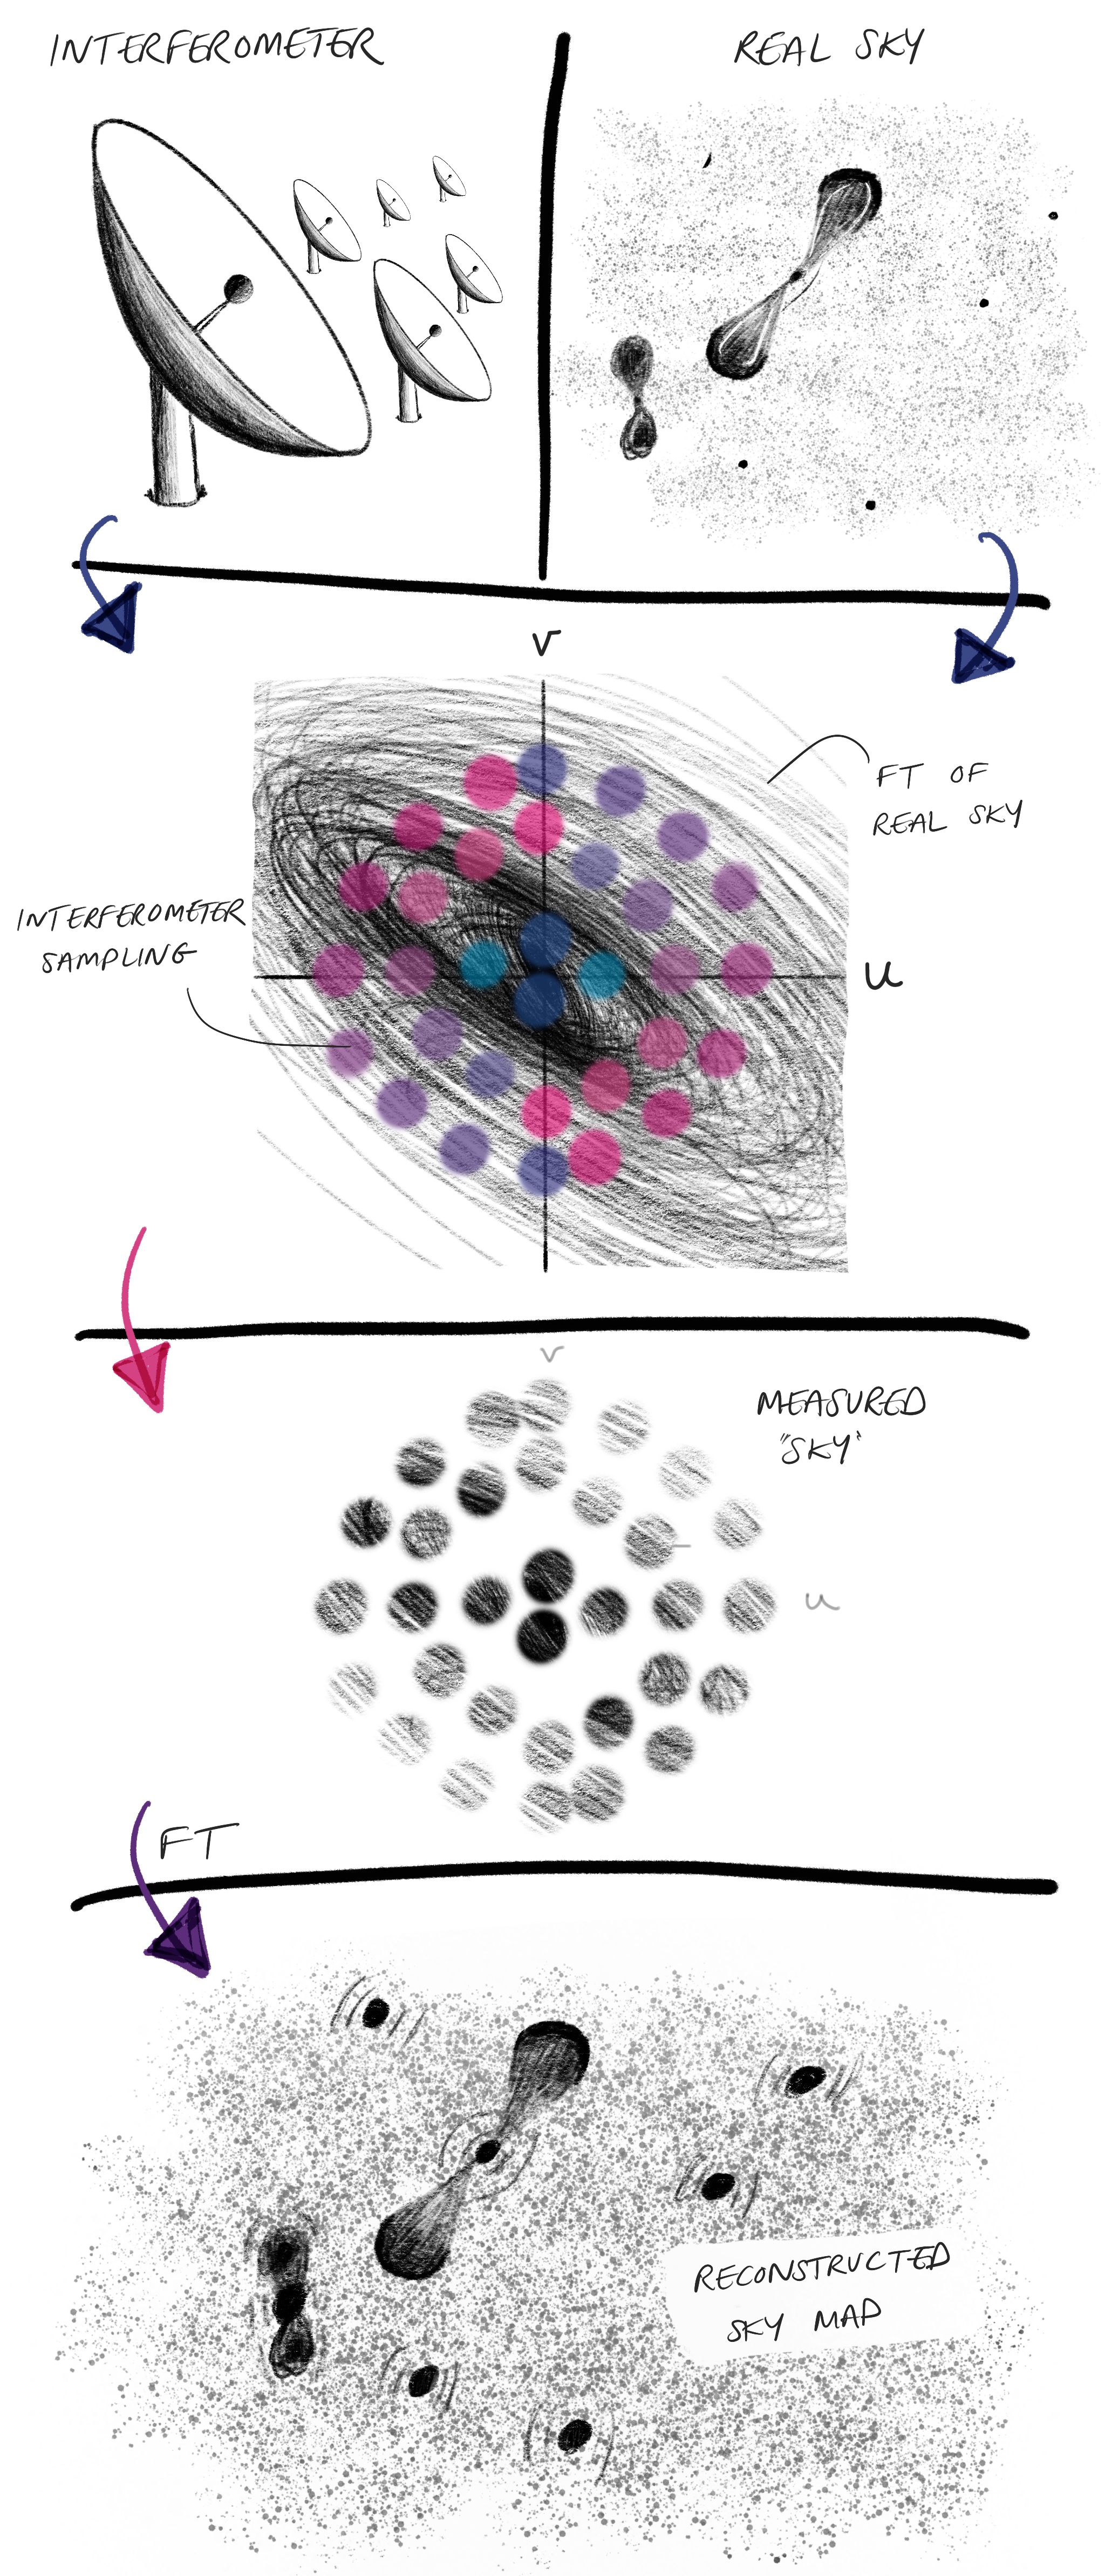 INTERFEROMETER
REAL SKY
V
FT OF
REAL SKY
INTERFEROMETER
SAMPLING
U
V
MEASURED
"SKY"
U
FT
RECONSTRUCTED
SKY MAP